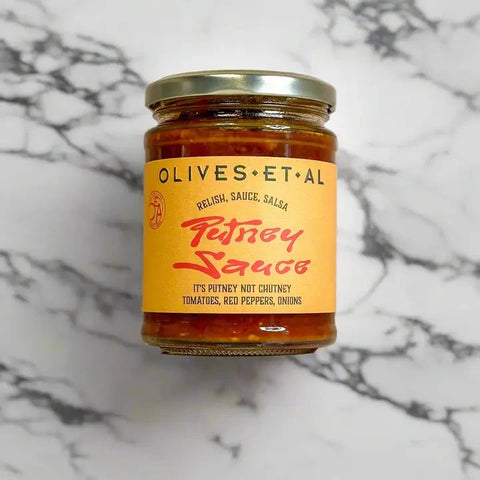 OLIVES·ET·AL
RELISH, SAUCE, SALSA
Putney
Sauce
IT'S PUTNEY NOT CHUTNEY
TOMATOES, RED PEPPERS, ONIONS